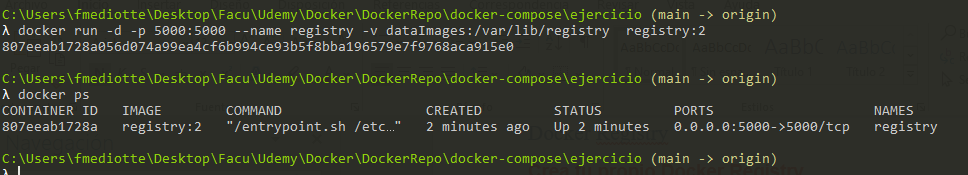 C:\Users\fmediotte\Desktop\Facu\Udemy\Docker\DockerRepo\docker-compose\ejercicio (main -> origin)
λ docker run -d -p 5000:5000 --name registry -v dataImages:/var/lib/registry  registry:2
807eeab1728a056d074a99ea4cf6b994ce93b5f8bba196579e7f9768aca915e0
C:\Users\fmediotte\Desktop\Facu\Udemy\Docker\DockerRepo\docker-compose\ejercicio (main -> origin)
λ docker ps
CONTAINER ID   IMAGE        COMMAND                  CREATED         STATUS         PORTS                    NAMES
807eeab1728a   registry:2   "/entrypoint.sh /etc…"   2 minutes ago   Up 2 minutes   0.0.0.0:5000->5000/tcp   registry
C:\Users\fmediotte\Desktop\Facu\Udemy\Docker\DockerRepo\docker-compose\ejercicio (main -> origin)
λ